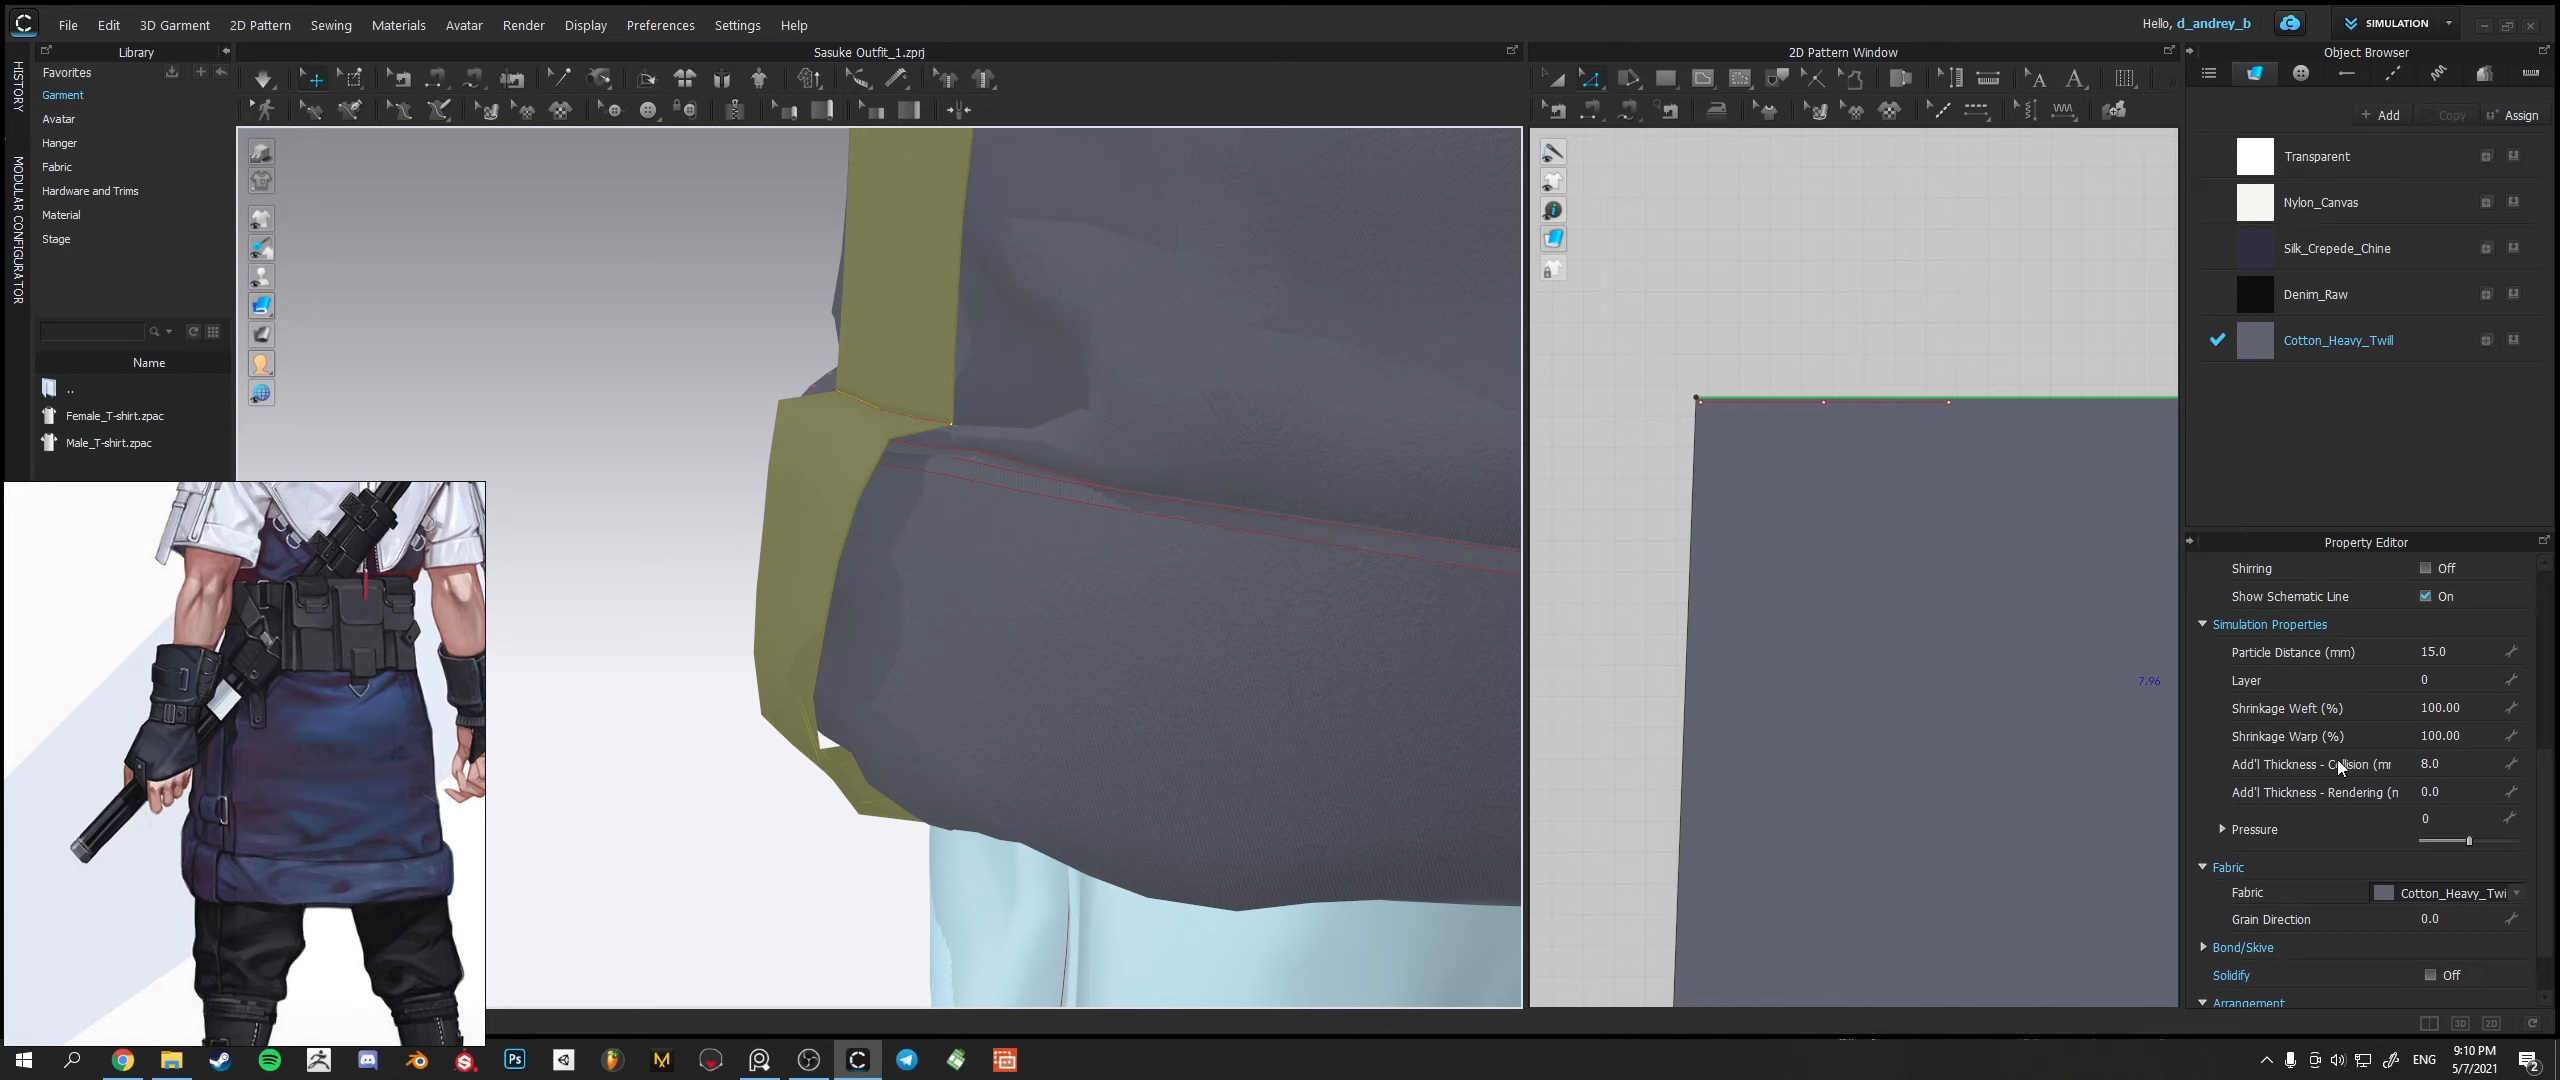 File Edit 3D Garment 2D Pattern Sewing Materials Avatar Render Display Preferences Settings Help
Hello, d_andrey_b
SIMULATION
HISTORY
MODULAR CONFIGURATOR
Library
Favorites
Garment
Avatar
Hanger
Fabric
Hardware and Trims
Material
Stage
Name
..
Female_T-shirt.zpac
Male_T-shirt.zpac
Sasuke Outfit_1.zprj
2D Pattern Window
7.96
Object Browser
Add Copy Assign
Transparent
Nylon_Canvas
Silk_Crepede_Chine
Denim_Raw
Cotton_Heavy_Twill
Property Editor
Shirring Off
Show Schematic Line On
Simulation Properties
Particle Distance (mm) 15.0
Layer 0
Shrinkage Weft (%) 100.00
Shrinkage Warp (%) 100.00
Add'l Thickness - Collision (mr 8.0
Add'l Thickness - Rendering (n 0.0
Pressure 0
Fabric
Fabric Cotton_Heavy_Twi
Grain Direction 0.0
Bond/Skive
Solidify Off
Arrangement
3D 2D
Ps
ENG
9:10 PM
5/7/2021
2